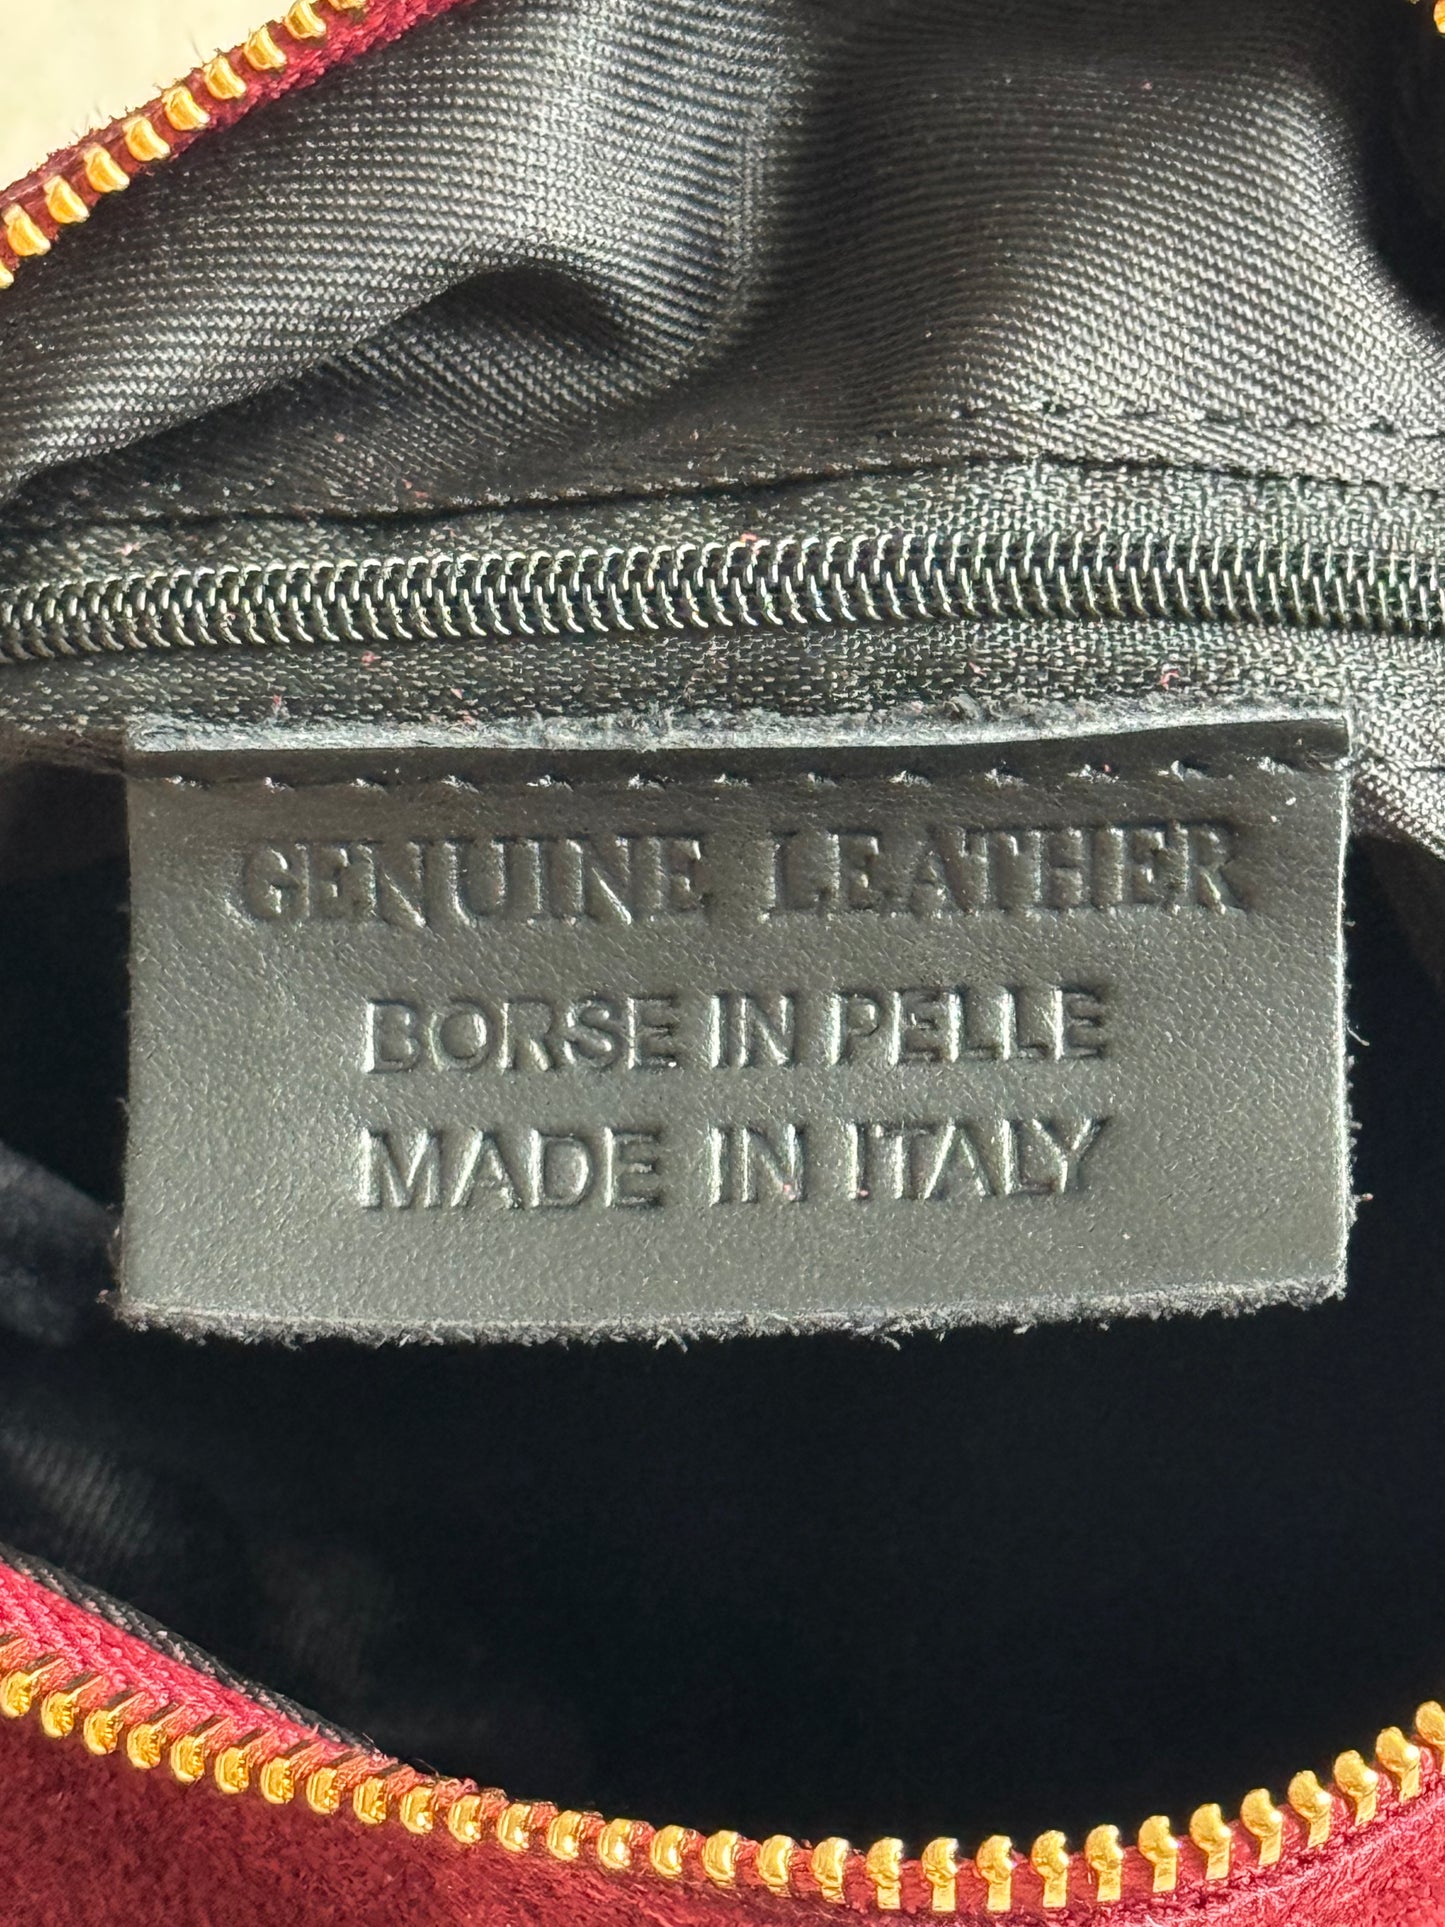 GENUINE LEATHER
BORSE IN PELLE
MADE IN ITALY